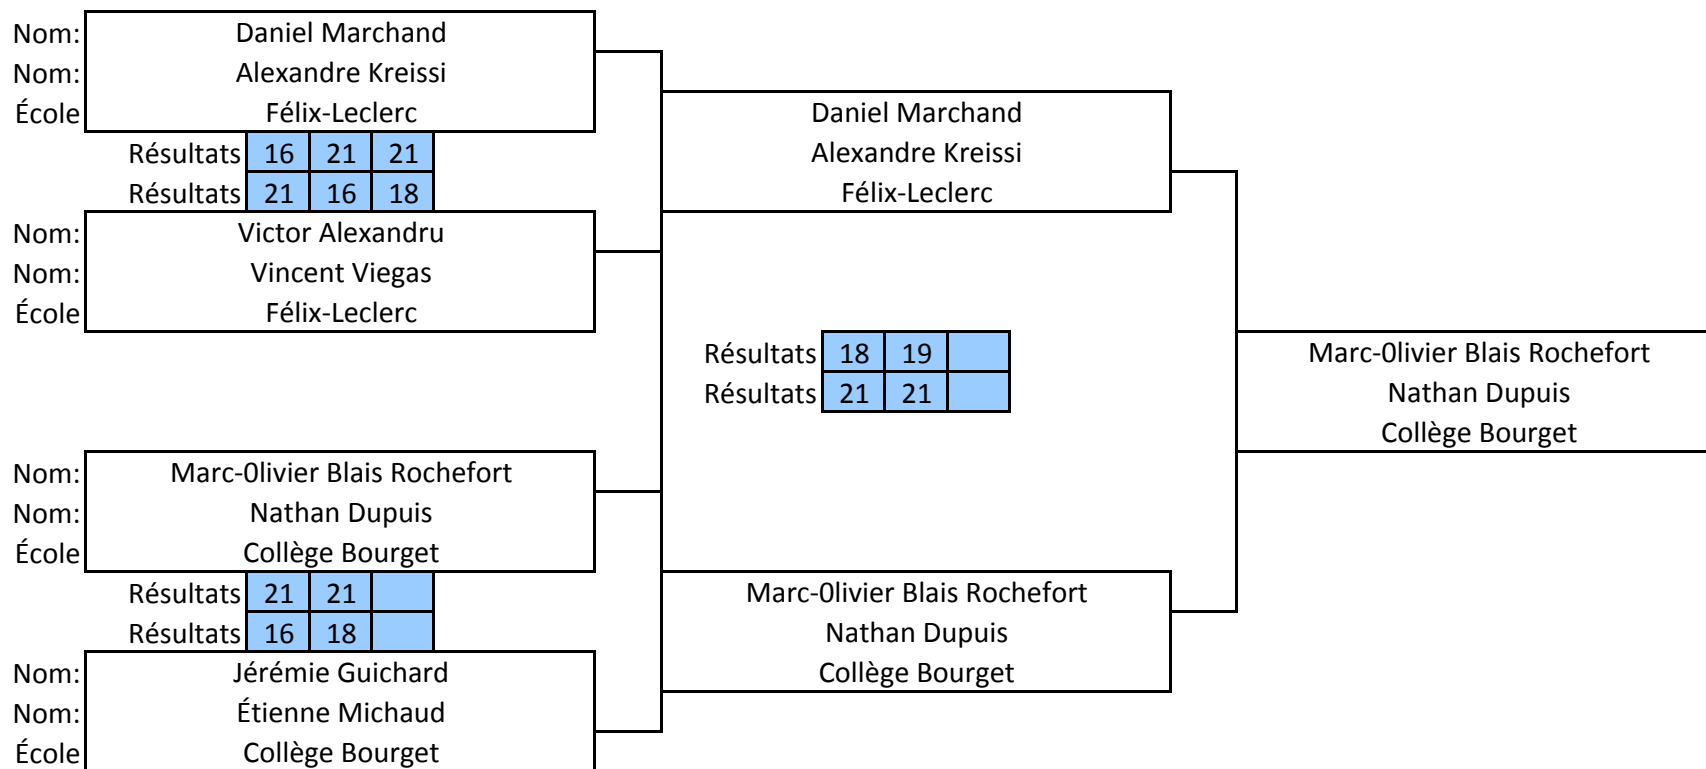 Nom: Daniel Marchand
Nom: Alexandre Kreissi
École Félix-Leclerc
Résultats 16 21 21
Résultats 21 16 18
Nom: Victor Alexandru
Nom: Vincent Viegas
École Félix-Leclerc
Nom: Marc-0livier Blais Rochefort
Nom: Nathan Dupuis
École Collège Bourget
Résultats 21 21
Résultats 16 18
Nom: Jérémie Guichard
Nom: Étienne Michaud
École Collège Bourget
Daniel Marchand
Alexandre Kreissi
Félix-Leclerc
Résultats 18 19
Résultats 21 21
Marc-0livier Blais Rochefort
Nathan Dupuis
Collège Bourget
Marc-0livier Blais Rochefort
Nathan Dupuis
Collège Bourget